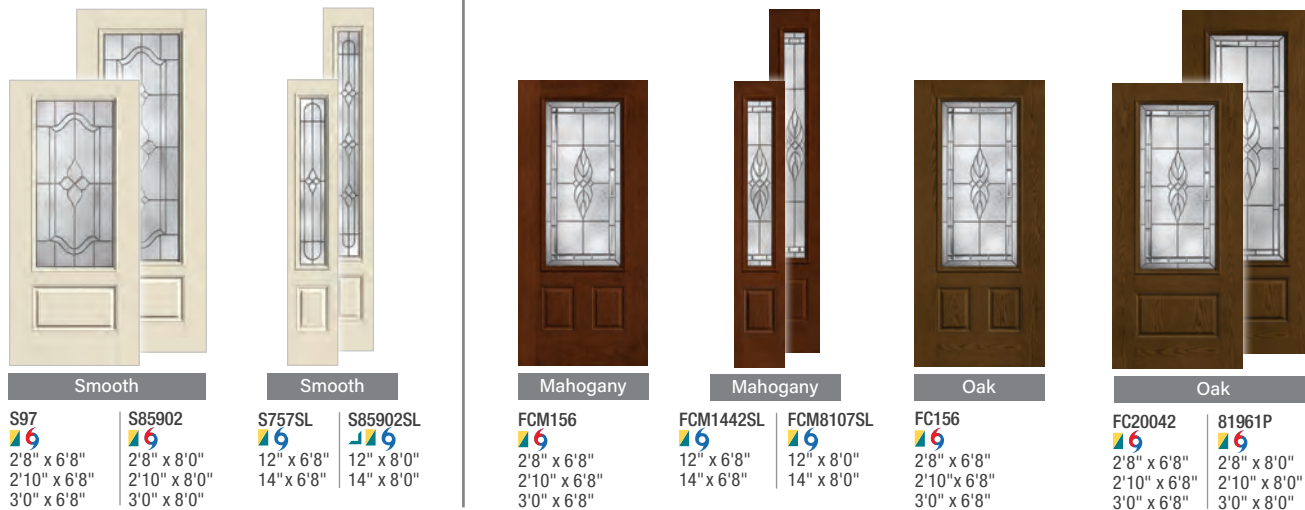 Smooth
S97
2'8" x 6'8"
2'10" x 6'8"
3'0" x 6'8"
S85902
2'8" x 8'0"
2'10" x 8'0"
3'0" x 8'0"
Smooth
S757SL
12" x 6'8"
14"x 6'8"
S85902SL
12" x 8'0"
14" x 8'0"
Mahogany
FCM156
2'8" x 6'8"
2'10" x 6'8"
3'0" x 6'8"
Mahogany
FCM1442SL
12" x 6'8"
14"x 6'8"
FCM8107SL
12" x 8'0"
14" x 8'0"
Oak
FC156
2'8" x 6'8"
2'10"x 6'8"
3'0" x 6'8"
Oak
FC20042
2'8" x 6'8"
2'10" x 6'8"
3'0" x 6'8"
81961P
2'8" x 8'0"
2'10" x 8'0"
3'0" x 8'0"